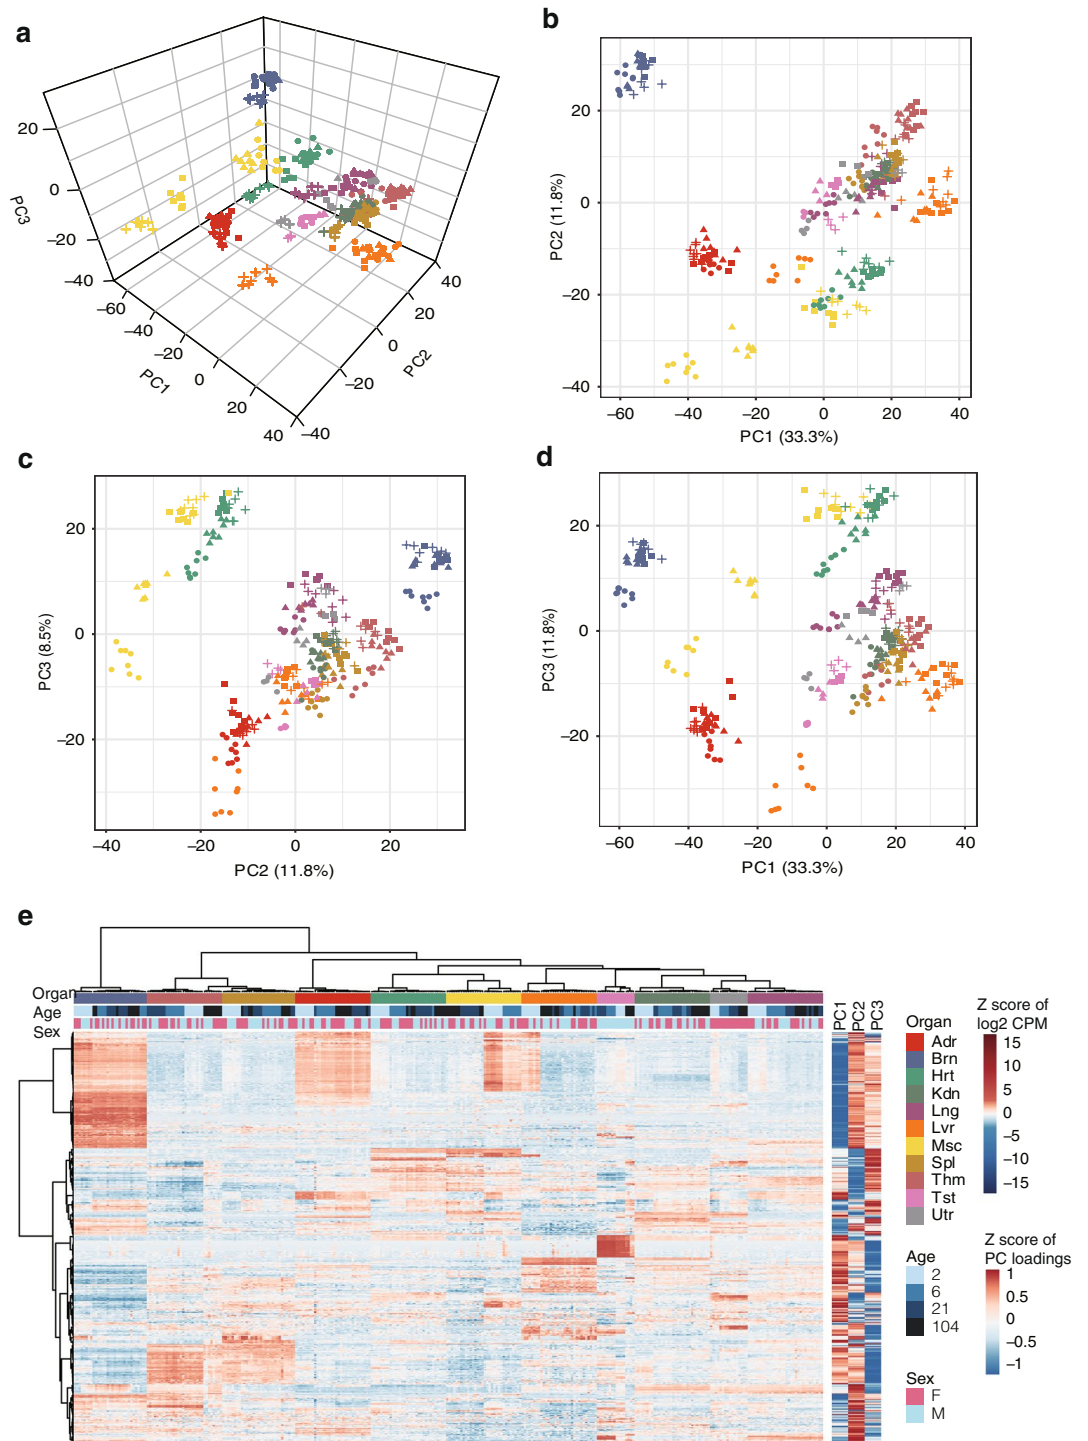 a
20
0
−20
−40
PC3
−60
−40
−20
0
20
40
PC1
−40
−20
0
20
40
PC2
b
20
0
−20
−40
PC2 (11.8%)
−60
−40
−20
0
20
40
PC1 (33.3%)
c
20
0
−20
PC3 (8.5%)
−40
−20
0
20
PC2 (11.8%)
d
20
0
−20
PC3 (11.8%)
−60
−40
−20
0
20
40
PC1 (33.3%)
e
Organ
Age
Sex
PC1
PC2
PC3
Organ
Adr
Brn
Hrt
Kdn
Lng
Lvr
Msc
Spl
Thm
Tst
Utr
Age
2
6
21
104
Sex
F
M
Z score of
log2 CPM
15
10
5
0
−5
−10
−15
Z score of
PC loadings
1
0.5
0
−0.5
−1